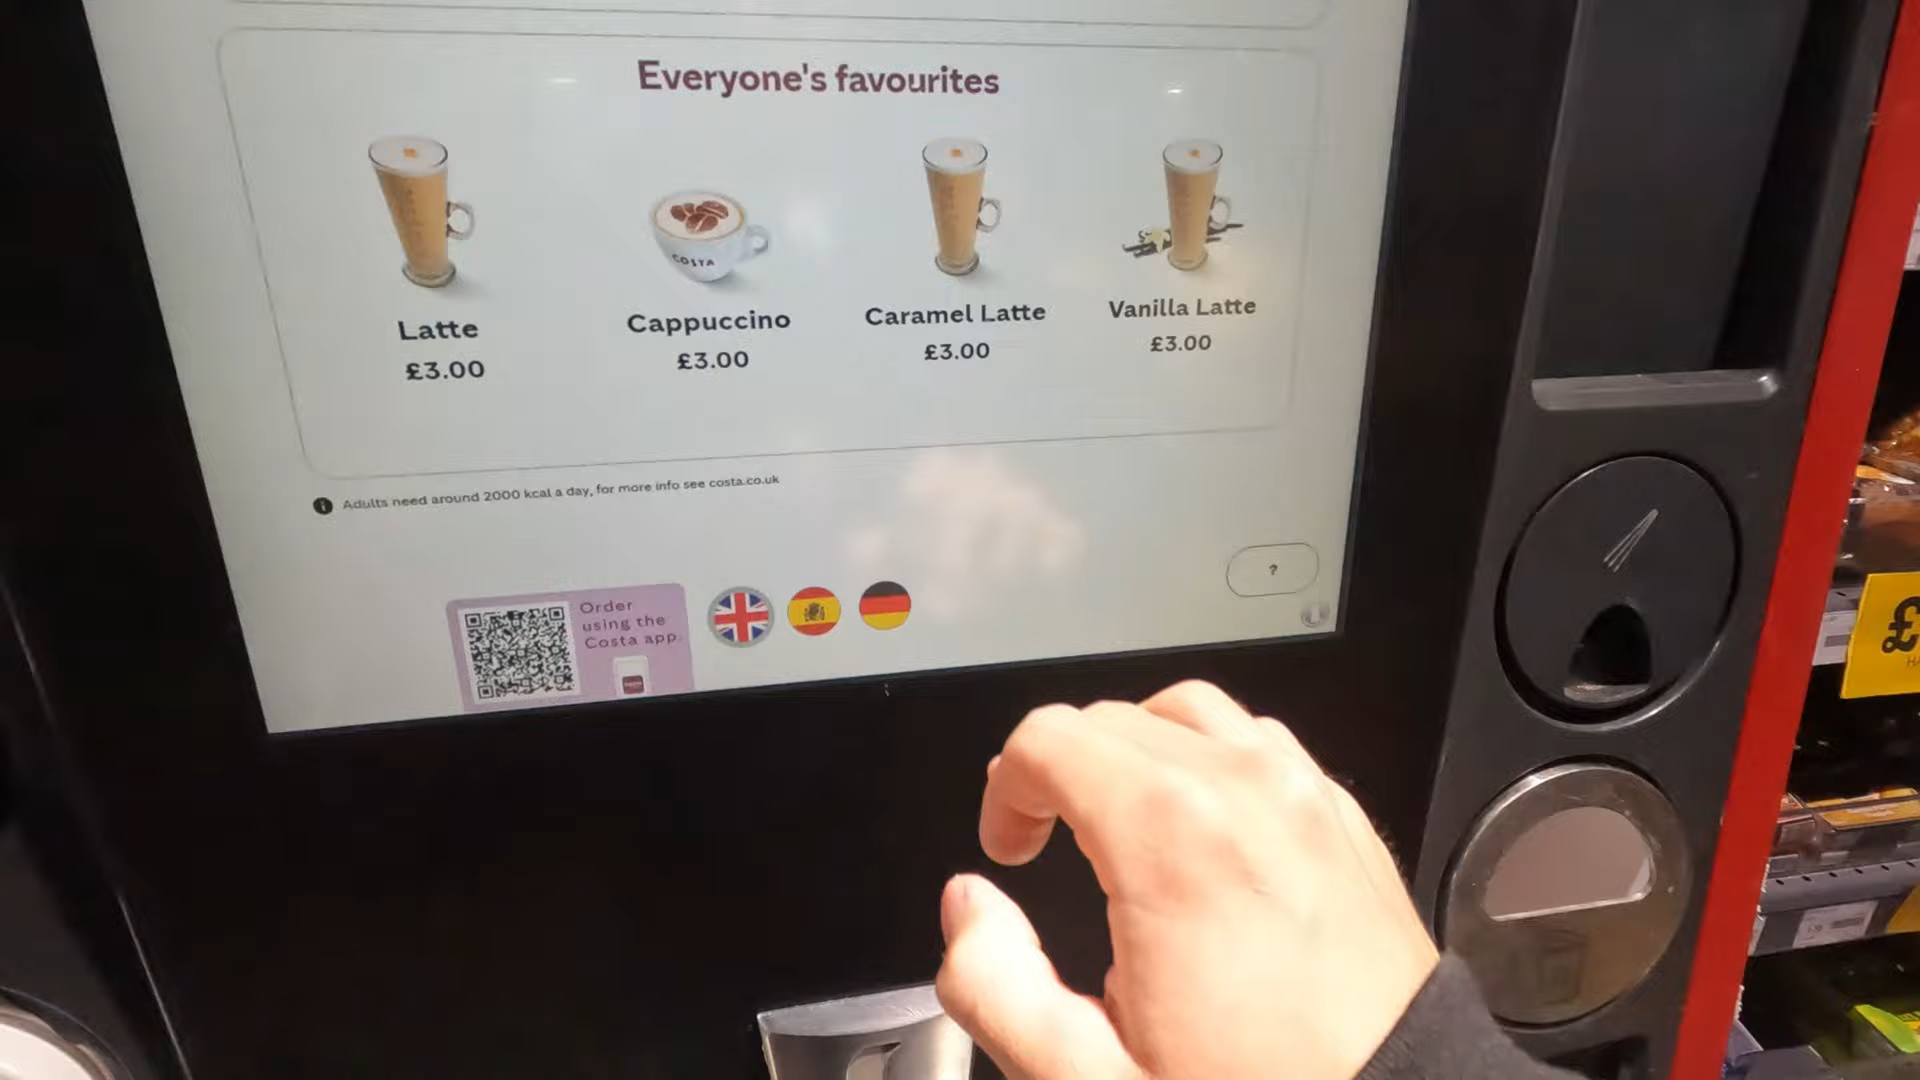 Everyone's favourites
COSTA
Latte
£3.00
Cappuccino
£3.00
Caramel Latte
£3.00
Vanilla Latte
£3.00
Adults need around 2000 kcal a day, for more info see costa.co.uk
Order
using the
Costa app.
?
£